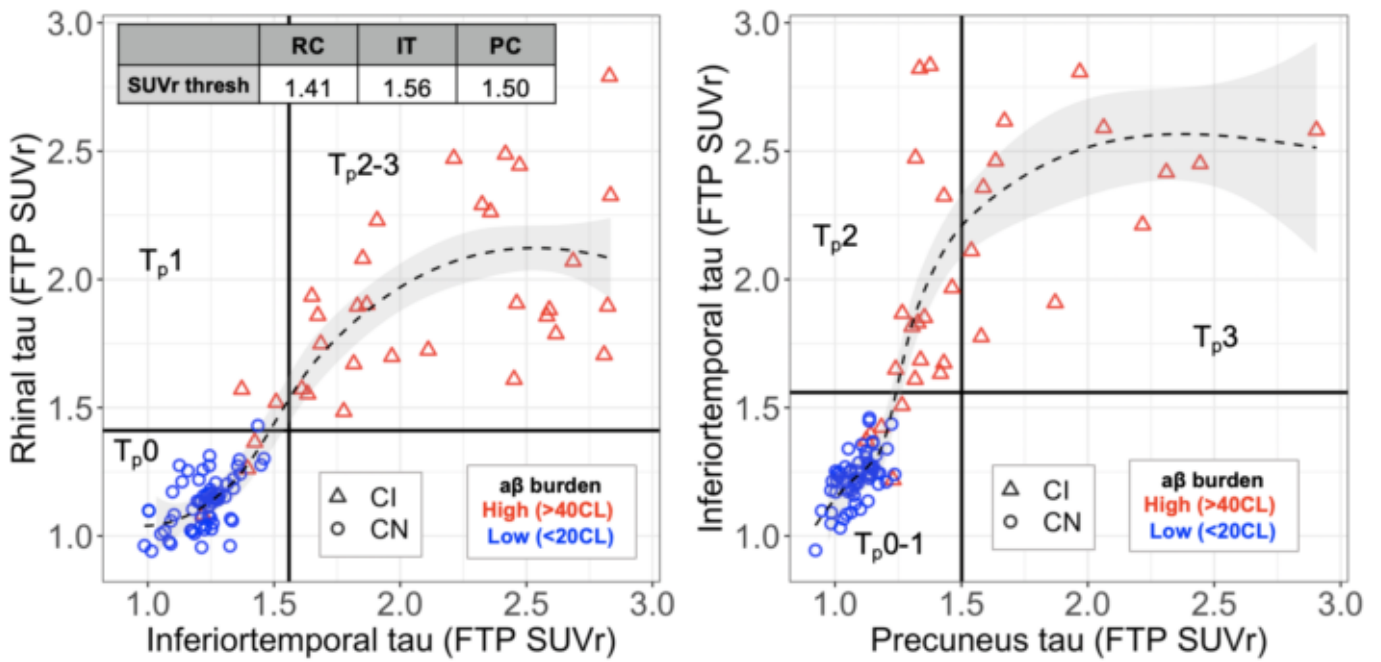 RC IT PC
SUVr thresh 1.41 1.56 1.50
Rhinal tau (FTP SUVr)
3.0
2.5
2.0
1.5
1.0
Tp2-3
Tp1
Tp0
CI
CN
aβ burden
High (>40CL)
Low (<20CL)
1.0 1.5 2.0 2.5 3.0
Inferiortemporal tau (FTP SUVr)
Inferiortemporal tau (FTP SUVr)
3.0
2.5
2.0
1.5
1.0
Tp2
Tp3
Tp0-1
CI
CN
aβ burden
High (>40CL)
Low (<20CL)
1.0 1.5 2.0 2.5 3.0
Precuneus tau (FTP SUVr)